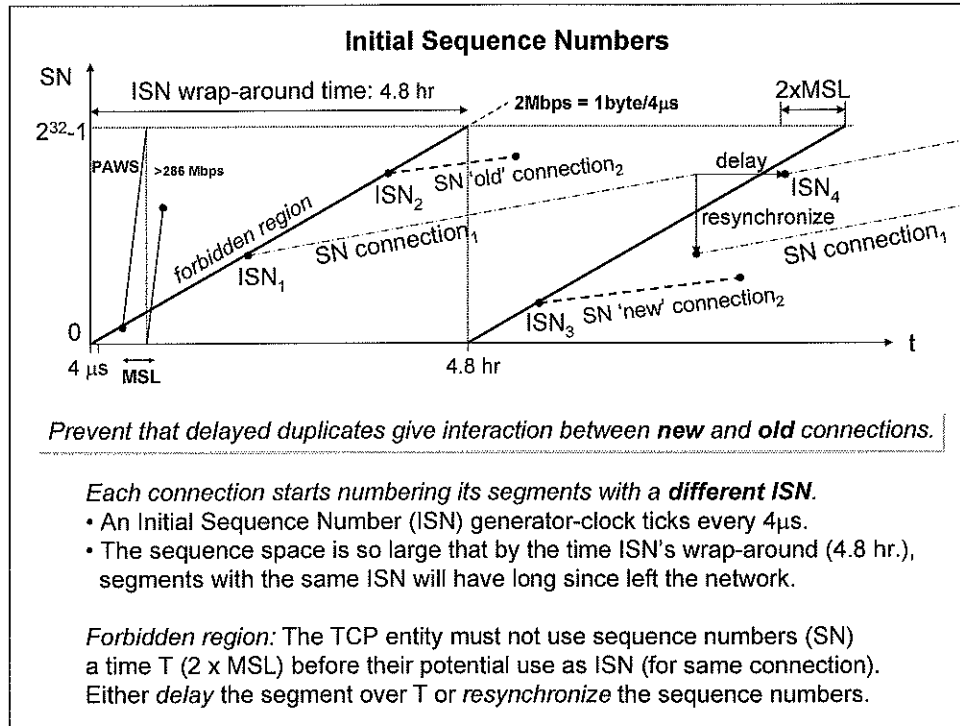 Initial Sequence Numbers
SN
ISN wrap-around time: 4.8 hr
2Mbps = 1byte/4μs
2xMSL
2³²-1
PAWS
>286 Mbps
forbidden region
ISN₁
SN connection₁
ISN₂
SN 'old' connection₂
delay
ISN₄
resynchronize
SN connection₁
ISN₃
SN 'new' connection₂
0
t
4 μs
MSL
4.8 hr
Prevent that delayed duplicates give interaction between new and old connections.
Each connection starts numbering its segments with a different ISN.
• An Initial Sequence Number (ISN) generator-clock ticks every 4μs.
• The sequence space is so large that by the time ISN's wrap-around (4.8 hr.),
segments with the same ISN will have long since left the network.
Forbidden region: The TCP entity must not use sequence numbers (SN)
a time T (2 x MSL) before their potential use as ISN (for same connection).
Either delay the segment over T or resynchronize the sequence numbers.